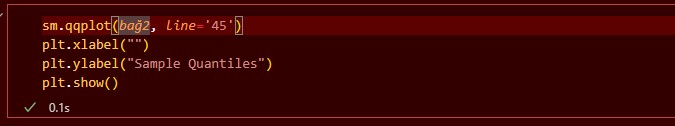 sm.qqplot(bağ2, line='45')
plt.xlabel("")
plt.ylabel("Sample Quantiles")
plt.show()
0.1s